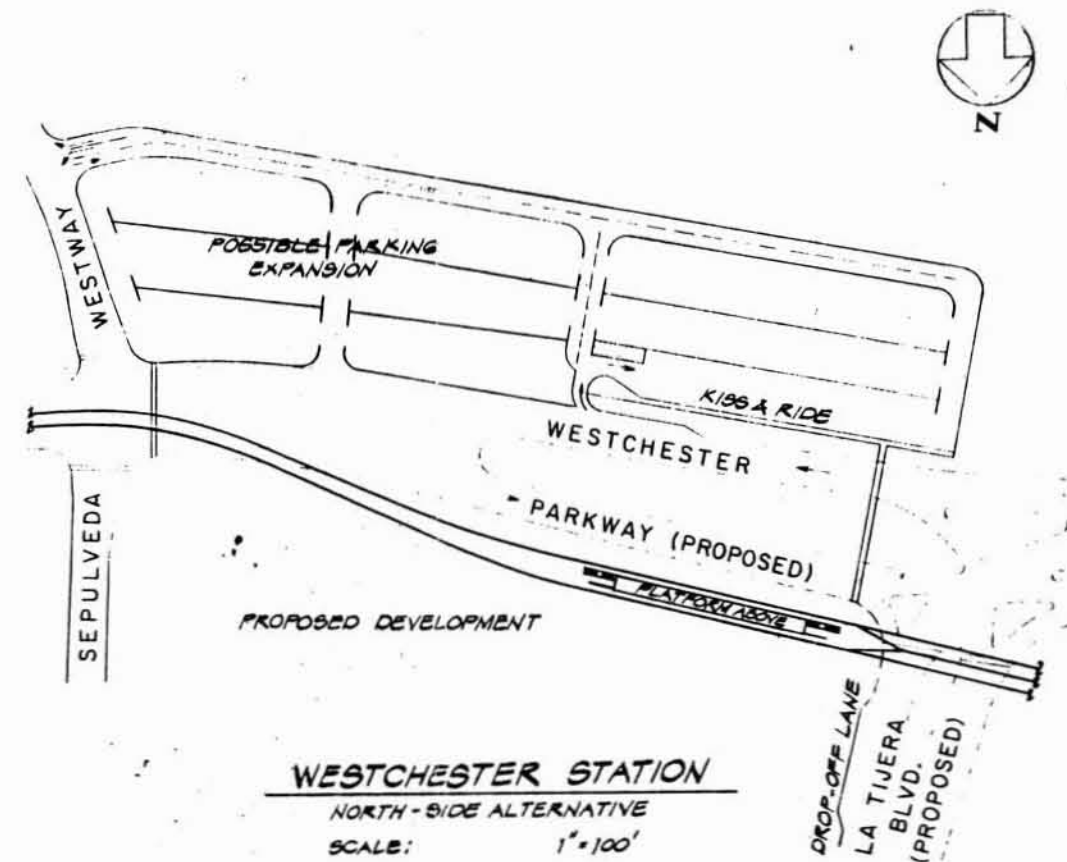 N
WESTWAY
POSSIBLE PARKING
EXPANSION
KISS & RIDE
WESTCHESTER
PARKWAY (PROPOSED)
PLATFORM ABOVE
SEPULVEDA
PROPOSED DEVELOPMENT
DROP-OFF LANE
LA TIJERA
BLVD.
(PROPOSED)
WESTCHESTER STATION
NORTH-SIDE ALTERNATIVE
SCALE: 1"=100'